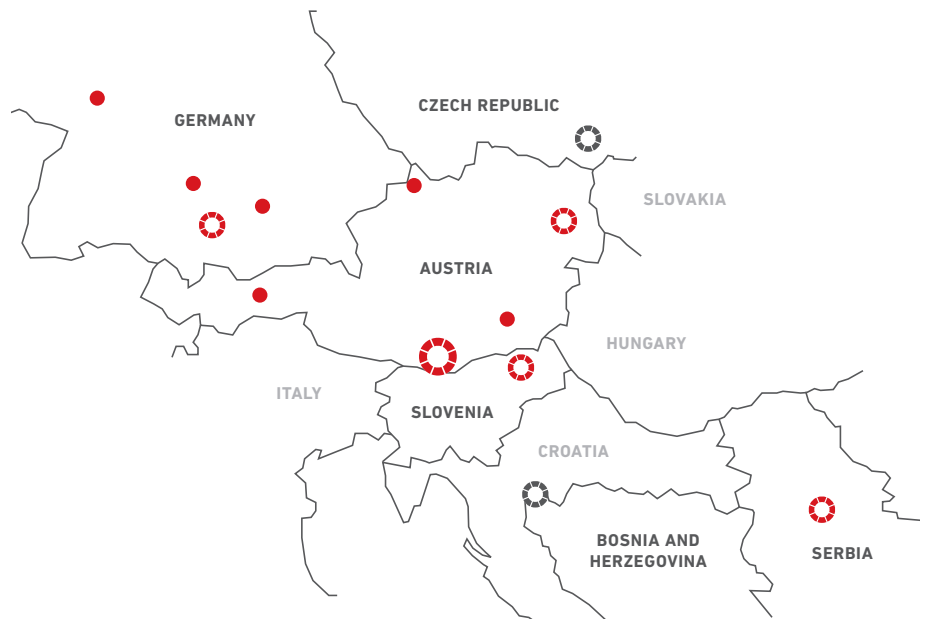 CZECH REPUBLIC
GERMANY
SLOVAKIA
AUSTRIA
HUNGARY
ITALY
SLOVENIA
CROATIA
BOSNIA AND
HERZEGOVINA
SERBIA